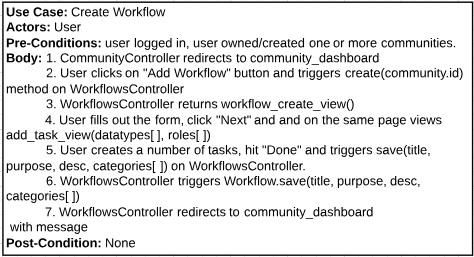 Use Case: Create Workflow
Actors: User
Pre-Conditions: user logged in, user owned/created one or more communities.
Body: 1. CommunityController redirects to community_dashboard
2. User clicks on "Add Workflow" button and triggers create(community.id)
method on WorkflowsController
3. WorkflowsController returns workflow_create_view()
4. User fills out the form, click "Next" and and on the same page views
add_task_view(datatypes[ ], roles[ ])
5. User creates a number of tasks, hit "Done" and triggers save(title,
purpose, desc, categories[ ]) on WorkflowsController.
6. WorkflowsController triggers Workflow.save(title, purpose, desc,
categories[ ])
7. WorkflowsController redirects to community_dashboard
with message
Post-Condition: None